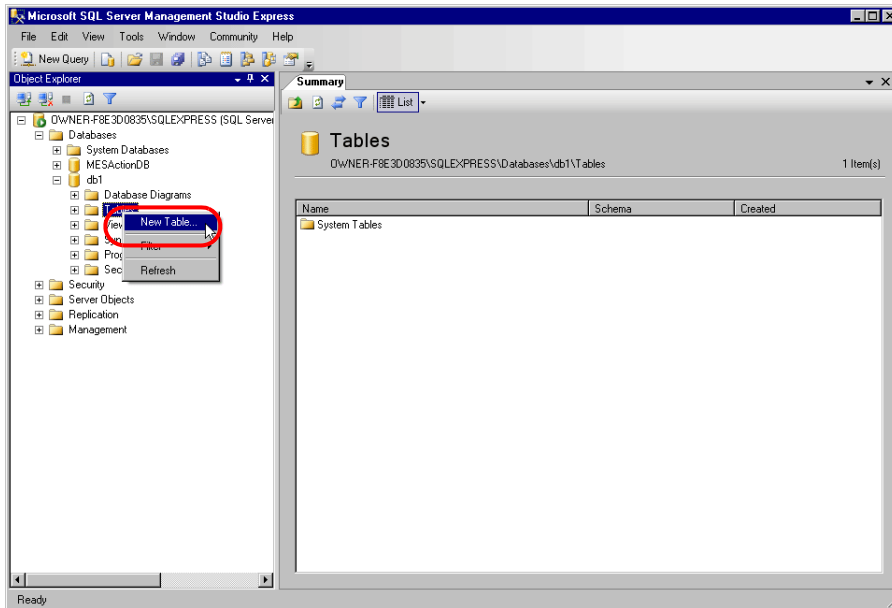 Microsoft SQL Server Management Studio Express
File Edit View Tools Window Community Help
New Query
Object Explorer
Summary
List
OWNER-F8E3D0835\SQLEXPRESS (SQL Server
Databases
System Databases
MESActionDB
db1
Database Diagrams
New Table...
Filter
Refresh
Security
Server Objects
Replication
Management
Tables
OWNER-F8E3D0835\SQLEXPRESS\Databases\db1\Tables
1 Item(s)
Name Schema Created
System Tables
Ready